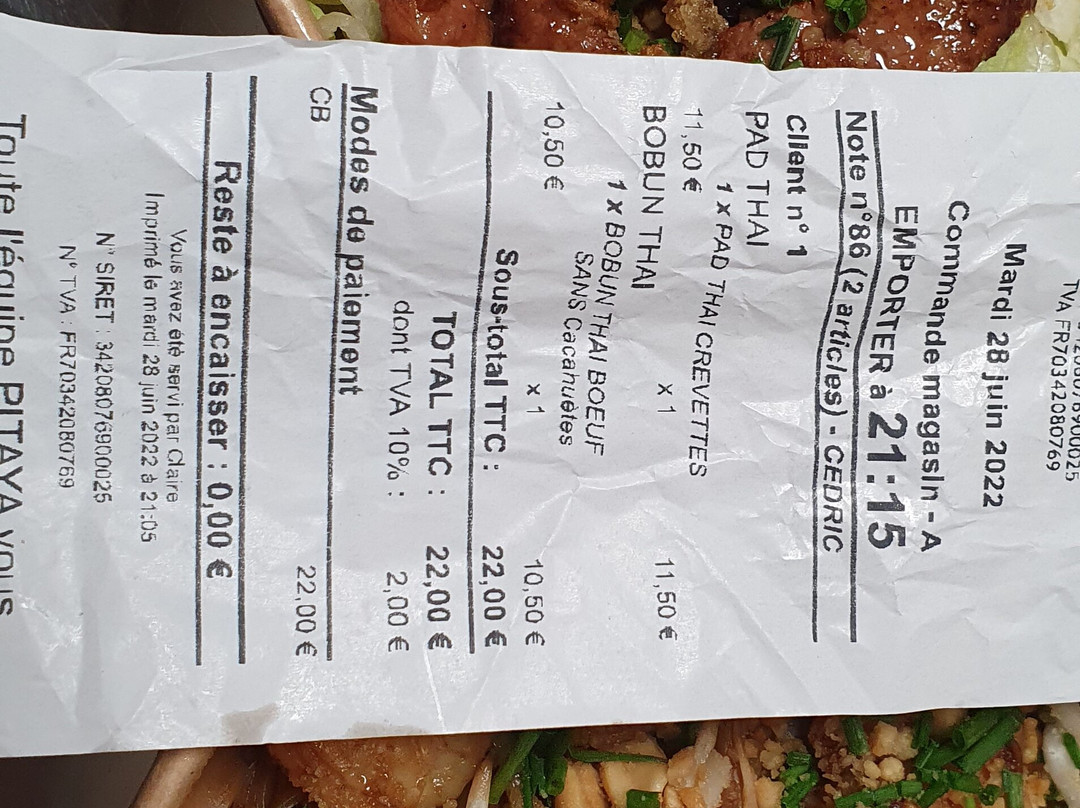 TVA FR70342080769
Mardi 28 juin 2022
Commande magasin - A
EMPORTER à 21:15
Note n°86 (2 articles) - CEDRIC
Client n° 1
PAD THAI
1 x PAD THAI CREVETTES
11,50 € x 1 11,50 €
BOBUN THAI
1 x BOBUN THAI BOEUF
SANS Cacahuètes
10,50 € x 1 10,50 €
Sous-total TTC : 22,00 €
TOTAL TTC : 22,00 €
dont TVA 10% : 2,00 €
Modes de paiement
CB 22,00 €
Reste à encaisser : 0,00 €
Vous avez été servi par Claire
Imprimé le mardi 28 juin 2022 à 21:05
N° SIRET : 34208076900025
N° TVA : FR70342080769
Toute l'équipe PITAYA vous